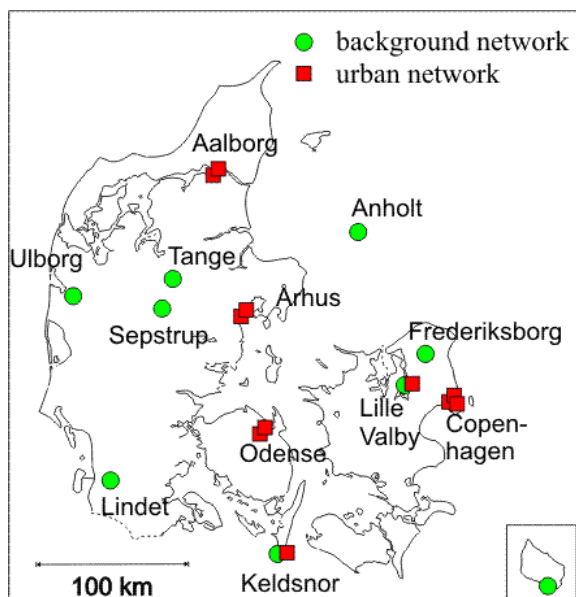 background network
urban network
Aalborg
Anholt
Ulborg
Tange
Århus
Sepstrup
Frederiksborg
Lille
Valby
Copen-
hagen
Odense
Lindet
Keldsnor
100 km